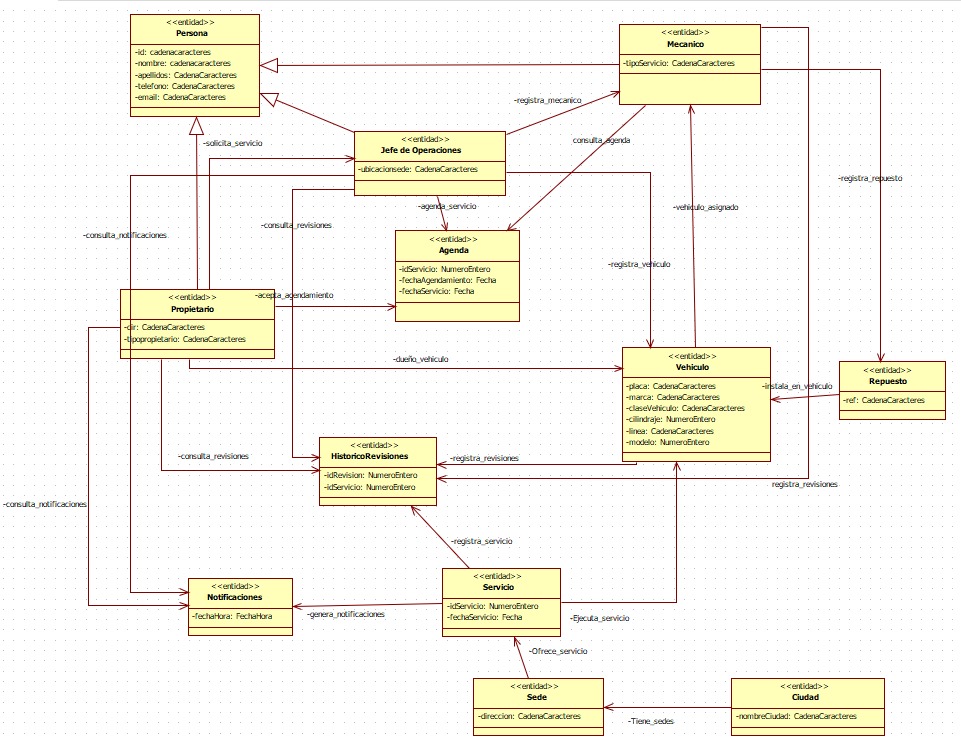 <<entidad>>
Persona
-id: cadenacaracteres
-nombre: cadenacaracteres
-apellidos: CadenaCaracteres
-telefono: CadenaCaracteres
-email: CadenaCaracteres
<<entidad>>
Mecanico
-tipoServicio: CadenaCaracteres
-registra_mecanico
-solicita_servicio
<<entidad>>
Jefe de Operaciones
-ubicacionsede: CadenaCaracteres
consulta_agenda
-registra_repuesto
-agenda_servicio
-vehiculo_asignado
-consulta_notificaciones
-consulta_revisiones
<<entidad>>
Agenda
-idServicio: NumeroEntero
-fechaAgendamiento: Fecha
-fechaServicio: Fecha
-registra_vehiculo
<<entidad>>
Propietario
-dir: CadenaCaracteres
-tipopropietario: CadenaCaracteres
-acepta_agendamiento
-dueño_vehiculo
<<entidad>>
Vehiculo
-placa: CadenaCaracteres
-marca: CadenaCaracteres
-claseVehiculo: CadenaCaracteres
-cilindraje: NumeroEntero
-linea: CadenaCaracteres
-modelo: NumeroEntero
-instala_en_vehiculo
<<entidad>>
Repuesto
-ref: CadenaCaracteres
<<entidad>>
HistoricoRevisiones
-idRevision: NumeroEntero
-idServicio: NumeroEntero
-consulta_revisiones
-registra_revisiones
registra_revisiones
-consulta_notificaciones
-registra_servicio
<<entidad>>
Notificaciones
-fechaHora: FechaHora
-genera_notificaciones
<<entidad>>
Servicio
-idServicio: NumeroEntero
-fechaServicio: Fecha
-Ejecuta_servicio
-Ofrece_servicio
<<entidad>>
Sede
-direccion: CadenaCaracteres
-Tiene_sedes
<<entidad>>
Ciudad
-nombreCiudad: CadenaCaracteres